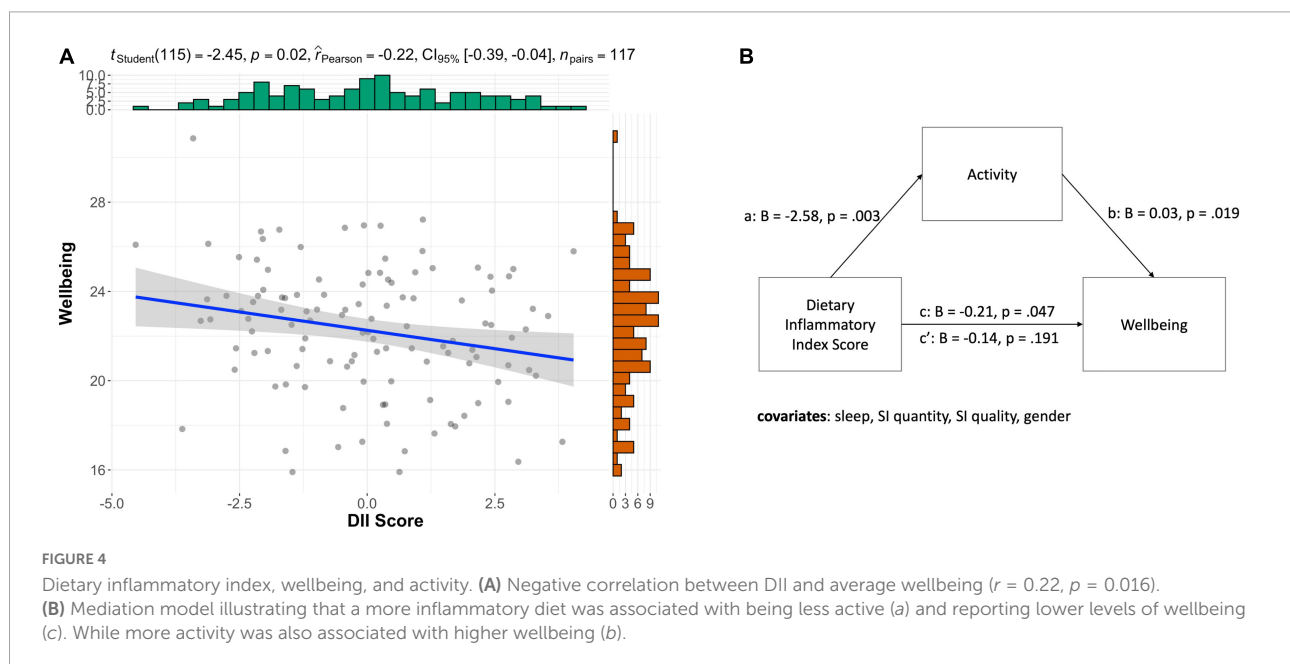 A
t_Student(115) = -2.45, p = 0.02, r̂_Pearson = -0.22, CI_95% [-0.39, -0.04], n_pairs = 117
10.0
7.5
5.0
2.5
0.0
Wellbeing
28
24
20
16
-5.0 -2.5 0.0 2.5
0 3 6 9
DII Score
B
Activity
a: B = -2.58, p = .003
b: B = 0.03, p = .019
Dietary
Inflammatory
Index Score
c: B = -0.21, p = .047
c’: B = -0.14, p = .191
Wellbeing
covariates: sleep, SI quantity, SI quality, gender
FIGURE 4
Dietary inflammatory index, wellbeing, and activity. (A) Negative correlation between DII and average wellbeing (r = 0.22, p = 0.016).
(B) Mediation model illustrating that a more inflammatory diet was associated with being less active (a) and reporting lower levels of wellbeing
(c). While more activity was also associated with higher wellbeing (b).